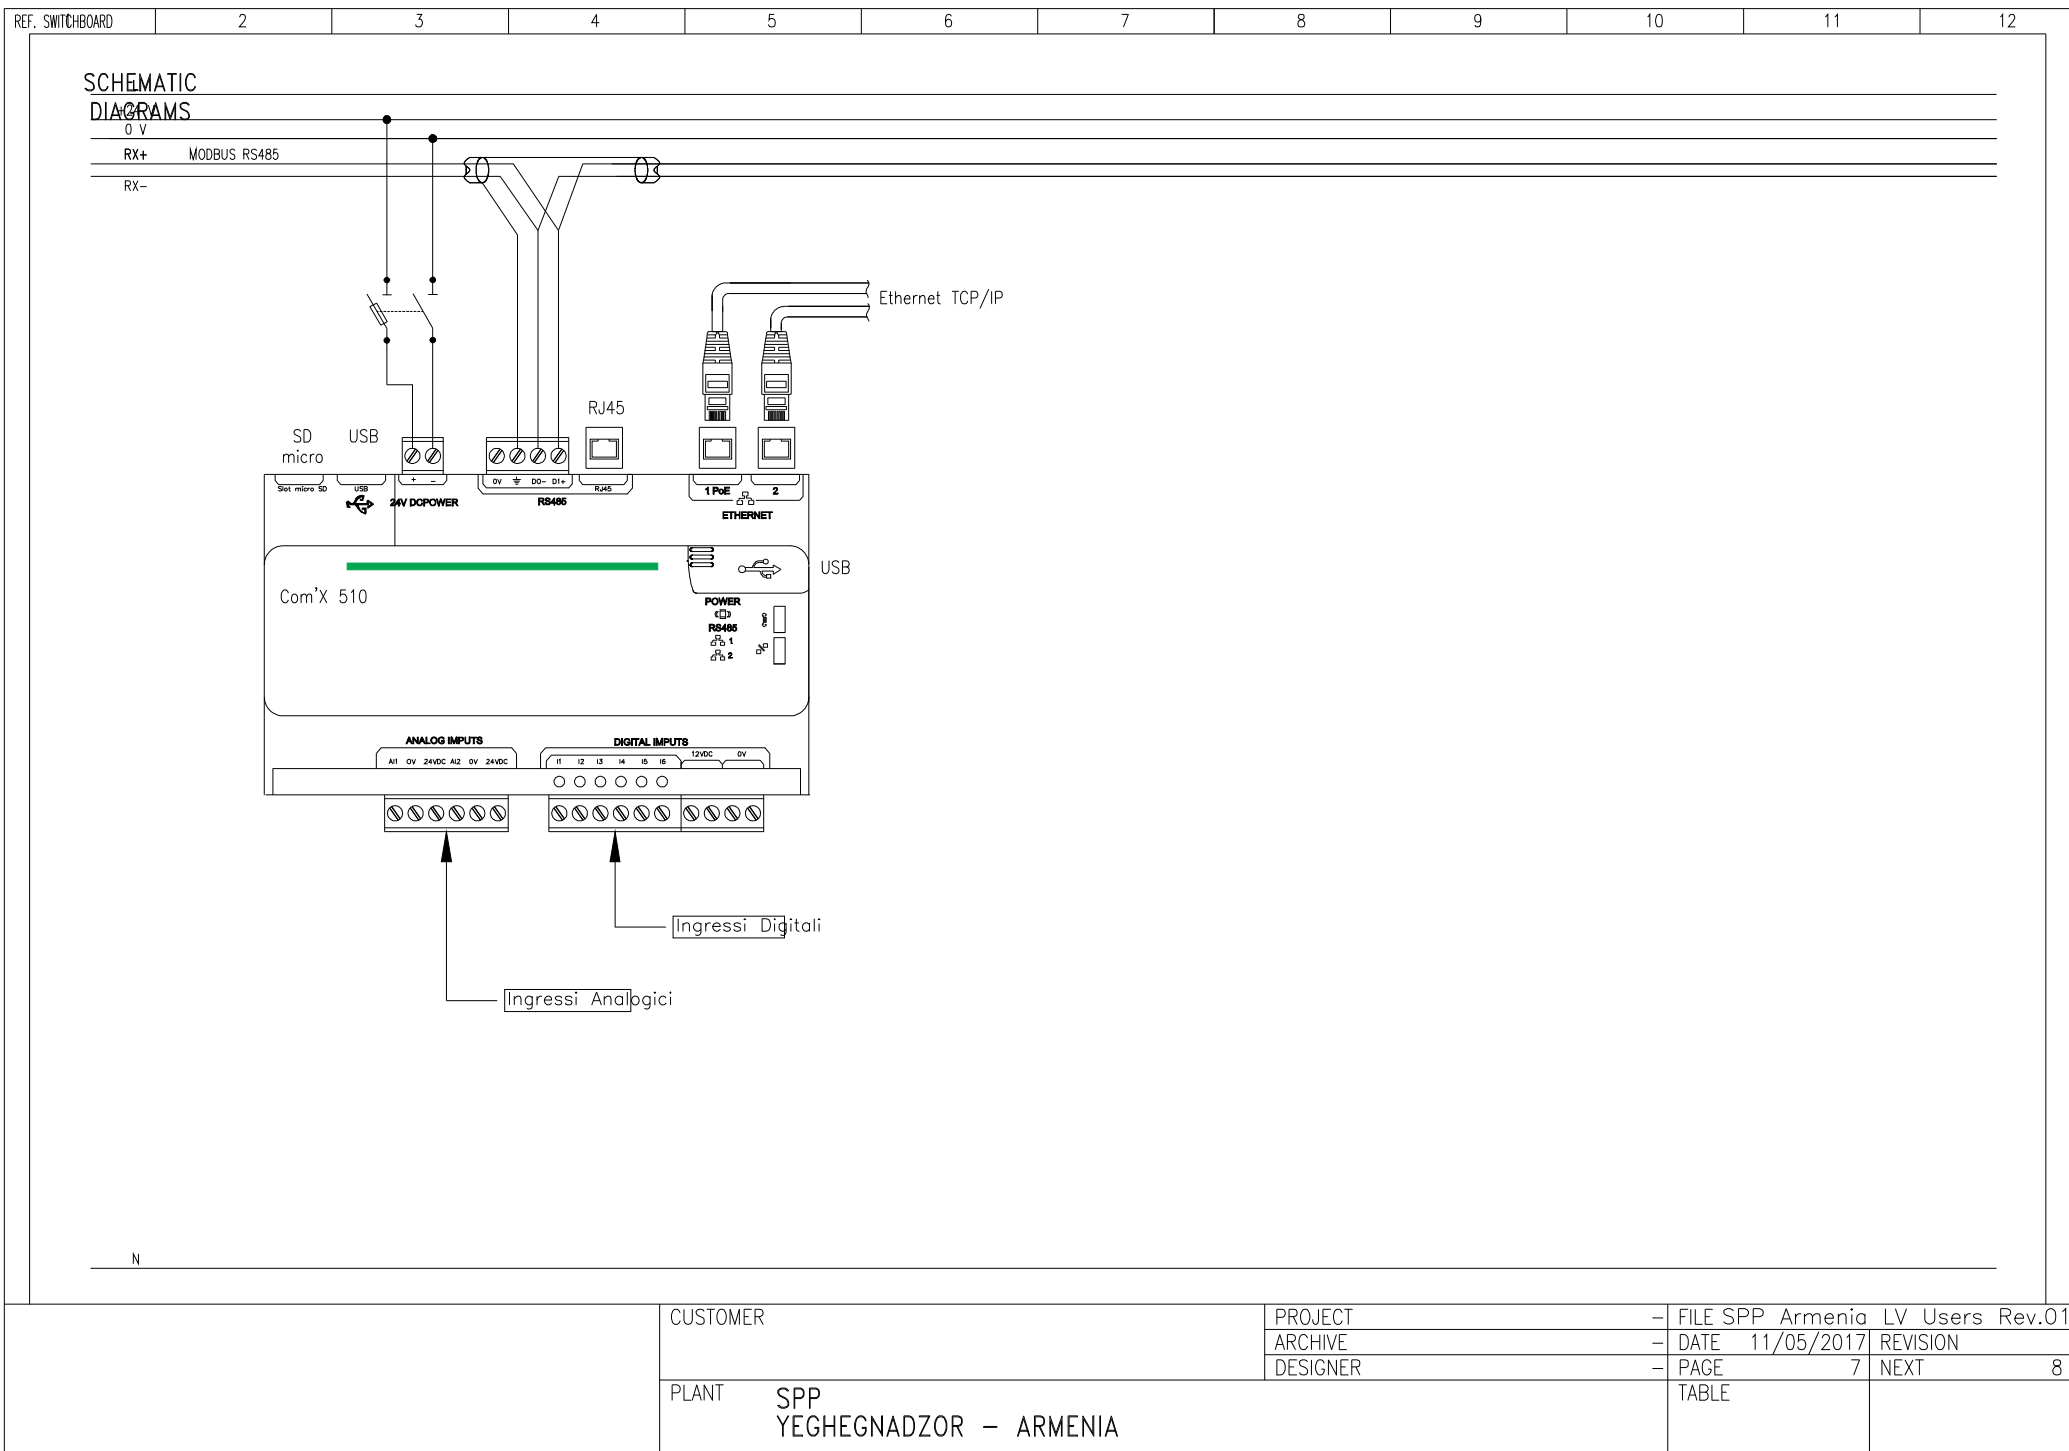 REF. SWITCHBOARD 2 3 4 5 6 7 8 9 10 11 12
SCHEMATIC
DIAGRAMS
L
+24 V
0 V
RX+ MODBUS RS485
RX-
Ethernet TCP/IP
RJ45
SD
micro
USB
Slot micro SD
USB
+ -
24V DCPOWER
0V D0- D1+
RS485
RJ45
1 PoE 2
ETHERNET
USB
Com'X 510
POWER
RS485
1
2
ANALOG IMPUTS
AI1 0V 24VDC AI2 0V 24VDC
DIGITAL IMPUTS
I1 I2 I3 I4 I5 I6 12VDC 0V
Ingressi Digitali
Ingressi Analogici
N
CUSTOMER
PROJECT -
ARCHIVE -
DESIGNER -
FILE SPP Armenia LV Users Rev.01
DATE 11/05/2017 REVISION
PAGE 7 NEXT 8
PLANT SPP
YEGHEGNADZOR - ARMENIA
TABLE